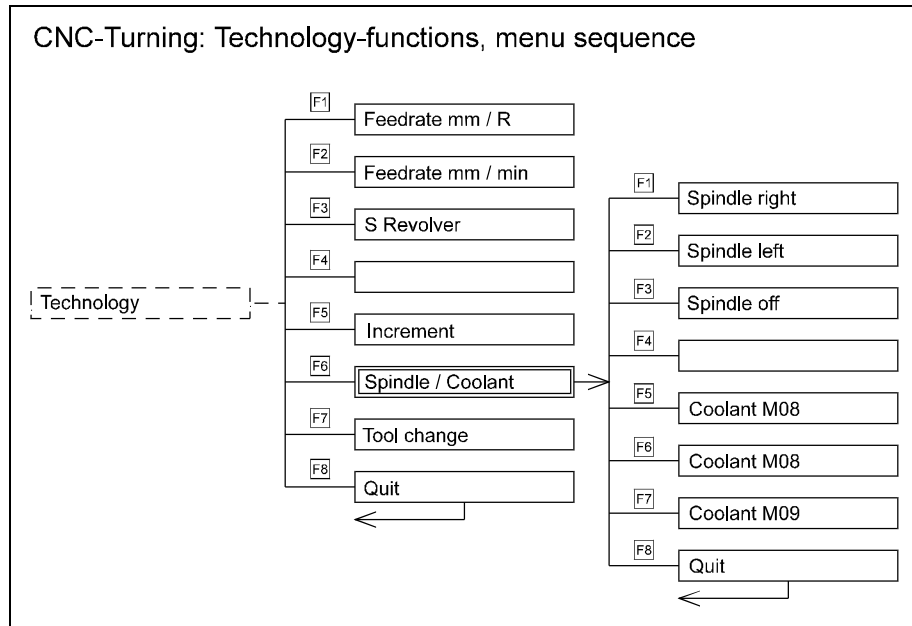 CNC-Turning: Technology-functions, menu sequence
Technology
F1
Feedrate mm / R
F2
Feedrate mm / min
F3
S Revolver
F4
F5
Increment
F6
Spindle / Coolant
F7
Tool change
F8
Quit
F1
Spindle right
F2
Spindle left
F3
Spindle off
F4
F5
Coolant M08
F6
Coolant M08
F7
Coolant M09
F8
Quit